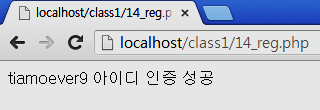 localhost/class1/14_reg.p
localhost/class1/14_reg.php
tiamoever9 아이디 인증 성공